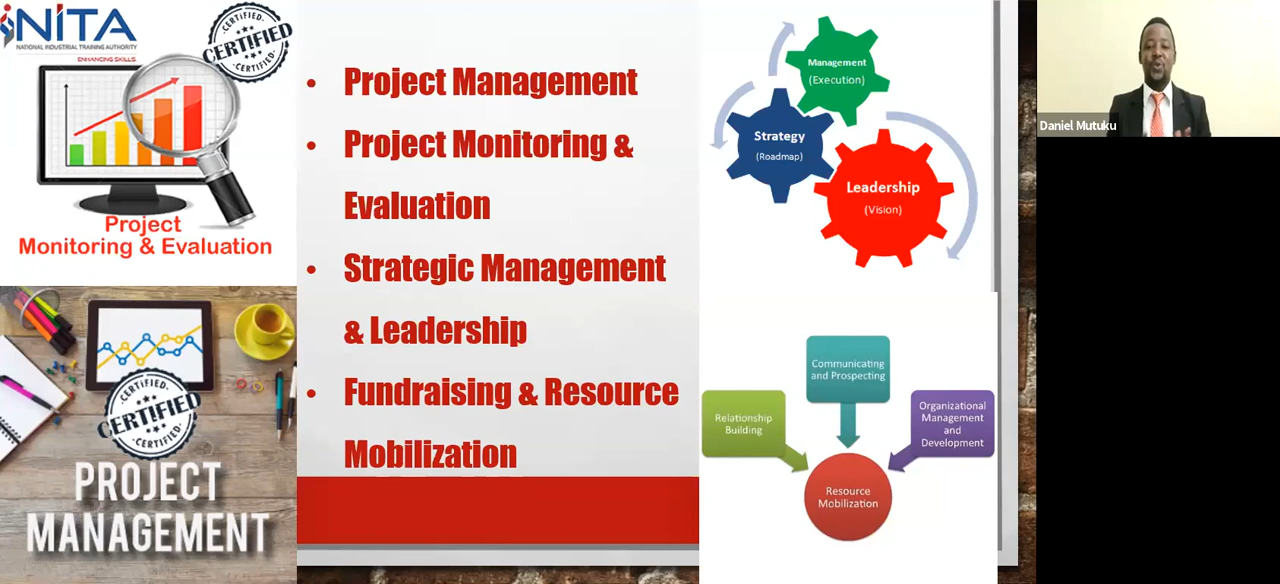 NITA
NATIONAL INDUSTRIAL TRAINING AUTHORITY
ENHANCING SKILLS.
CERTIFIED
CERTIFIED
CERTIFIED
Project
Monitoring & Evaluation
CERTIFIED
CERTIFIED
CERTIFIED
PROJECT
MANAGEMENT
• Project Management
• Project Monitoring &
Evaluation
• Strategic Management
& Leadership
• Fundraising & Resource
Mobilization
Management
(Execution)
Strategy
(Roadmap)
Leadership
(Vision)
Communicating
and Prospecting
Relationship
Building
Organizational
Management
and
Development
Resource
Mobilization
Daniel Mutuku